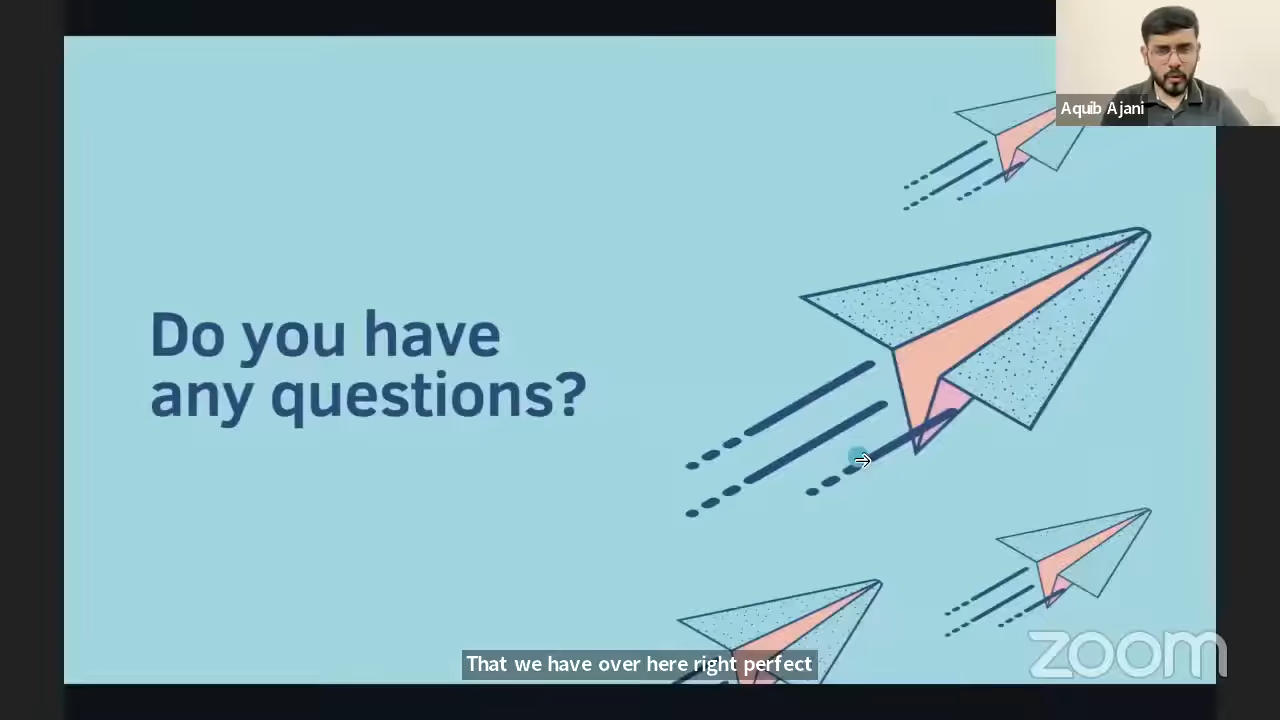 Aquib Ajani
Do you have
any questions?
That we have over here right perfect
zoom